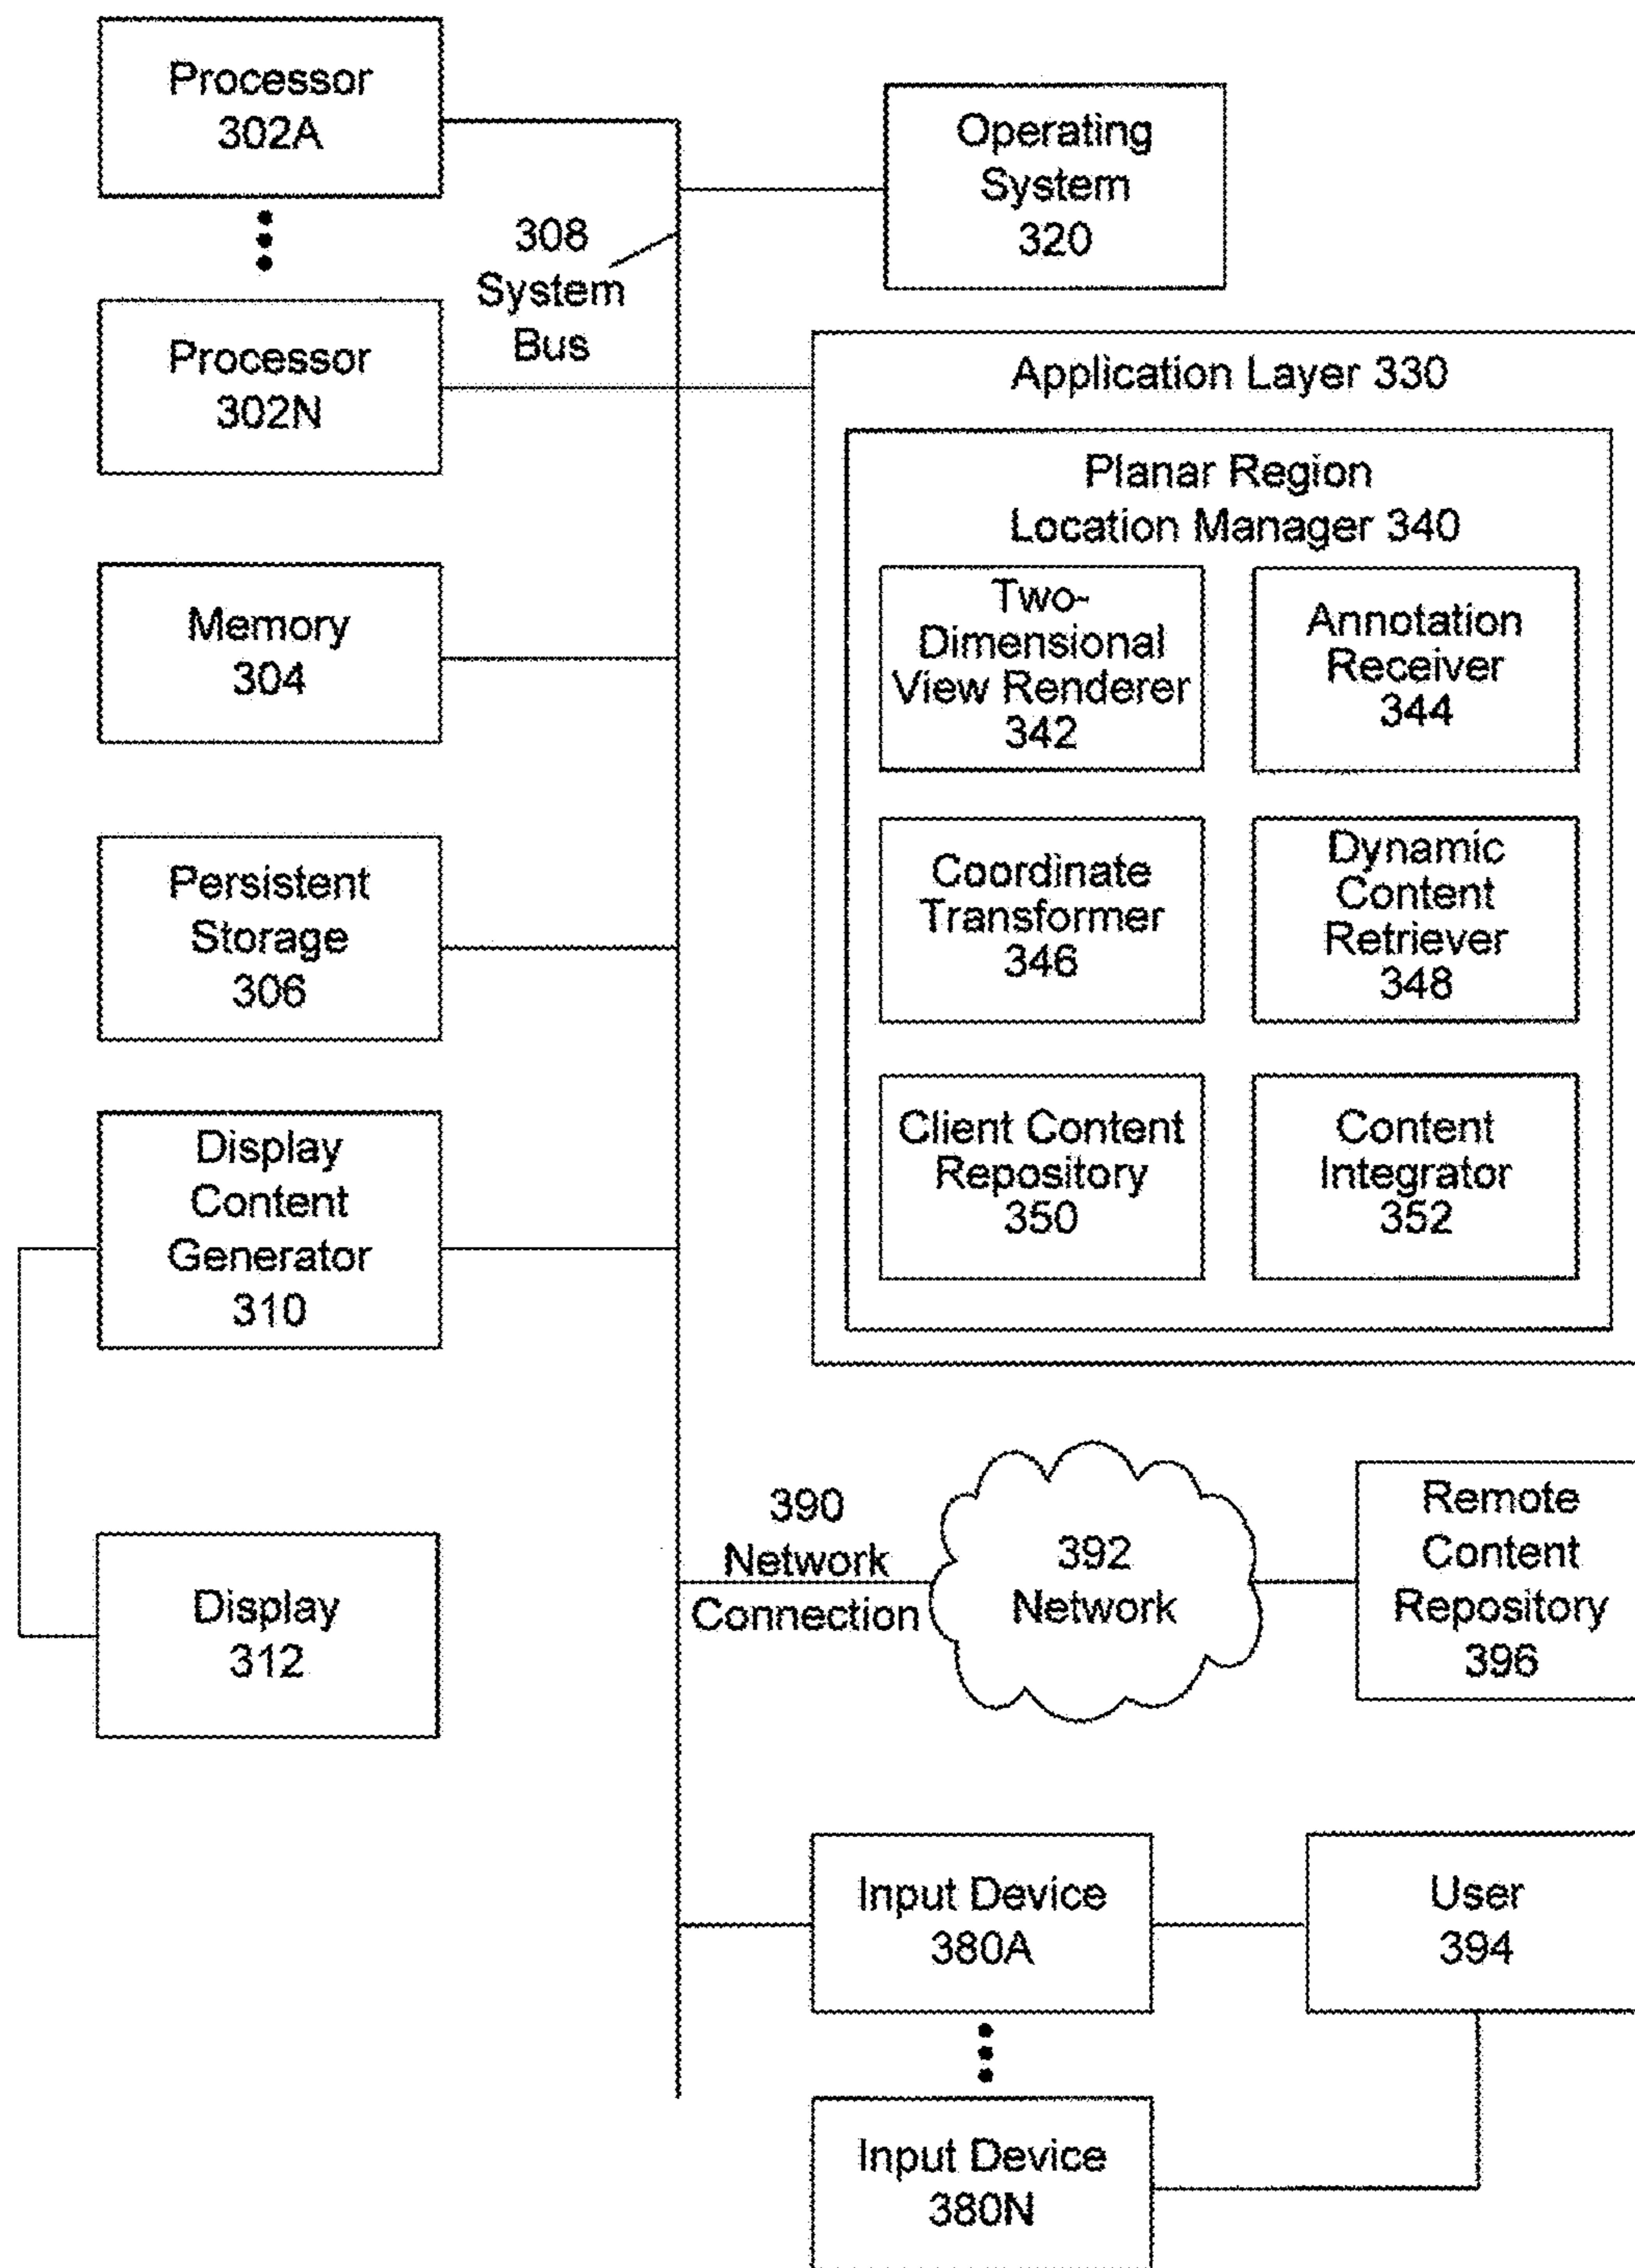 Processor
302A
308
System
Bus
Processor
302N
Memory
304
Persistent
Storage
306
Display
Content
Generator
310
Display
312
Operating
System
320
Application Layer 330
Planar Region
Location Manager 340
Two-
Dimensional
View Renderer
342
Annotation
Receiver
344
Coordinate
Transformer
346
Dynamic
Content
Retriever
348
Client Content
Repository
350
Content
Integrator
352
390
Network
Connection
392
Network
Remote
Content
Repository
396
Input Device
380A
User
394
Input Device
380N